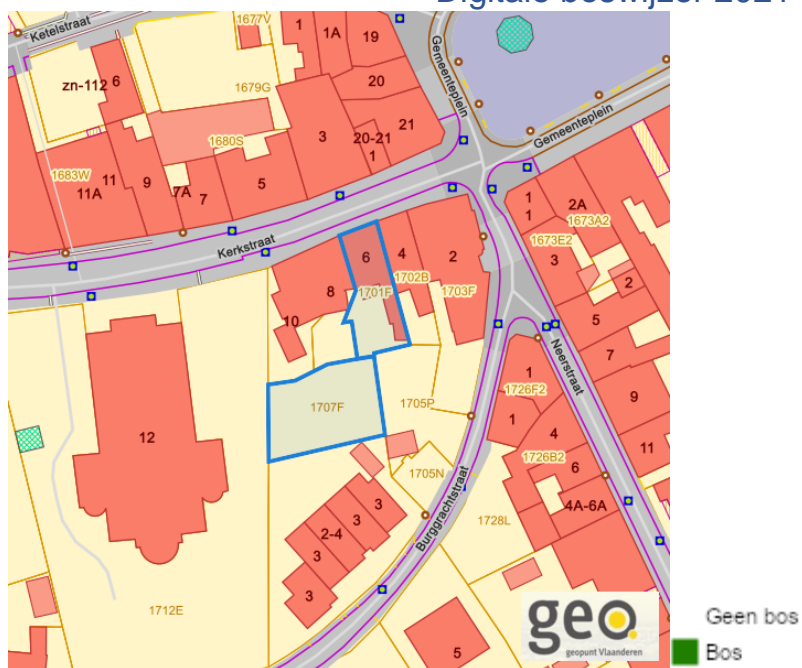 Ketelstraat
1677V
1
1A
19
Gemeenteplein
zn-112
6
1679G
20
Gemeenteplein
1680S
3
20-21
21
1
1683W
11
11A
9
7A
7
5
1
1
2A
1673A2
1673E2
3
2
Kerkstraat
6
4
2
1702B
1701F
1703F
8
10
5
7
9
11
Neerstraat
12
1707F
1705P
1
1726F2
1
4
1726B2
6
4A-6A
1705N
Burggrachtstraat
1728L
3
2-4
3
3
3
1712E
5
geo
geopunt Vlaanderen
Geen bos
Bos